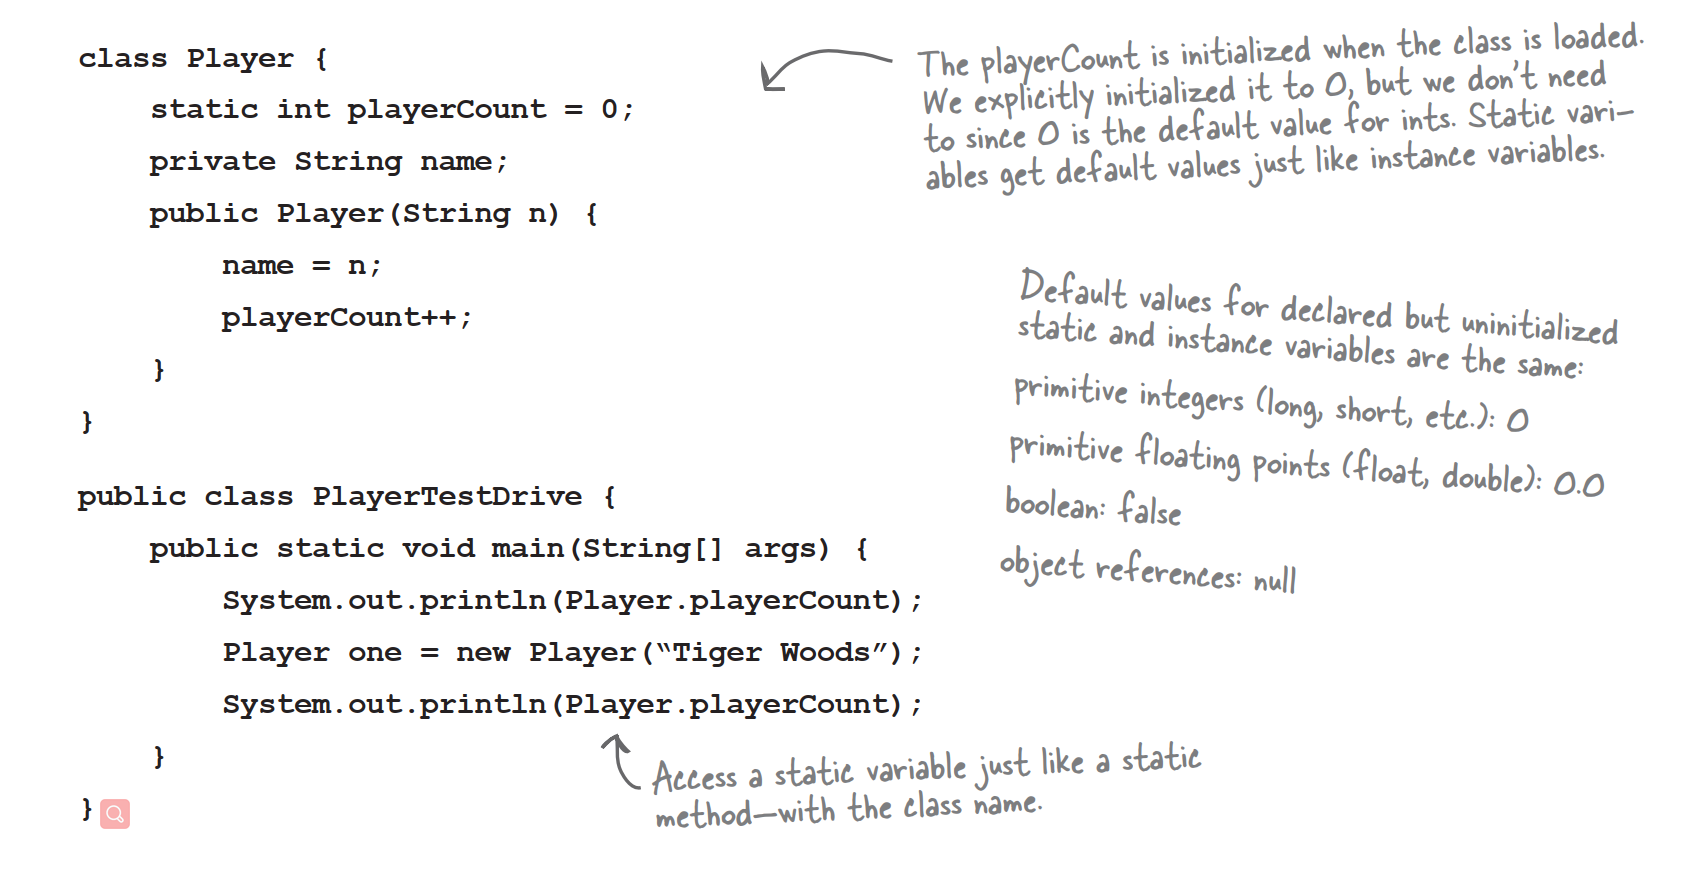 class Player {
static int playerCount = 0;
private String name;
public Player(String n) {
name = n;
playerCount++;
}
}
public class PlayerTestDrive {
public static void main(String[] args) {
System.out.println(Player.playerCount);
Player one = new Player(“Tiger Woods”);
System.out.println(Player.playerCount);
}
}
The playerCount is initialized when the class is loaded.
We explicitly initialized it to 0, but we don't need
to since 0 is the default value for ints. Static vari–
ables get default values just like instance variables.
Default values for declared but uninitialized
static and instance variables are the same:
primitive integers (long, short, etc.): 0
primitive floating points (float, double): 0.0
boolean: false
object references: null
Access a static variable just like a static
method—with the class name.